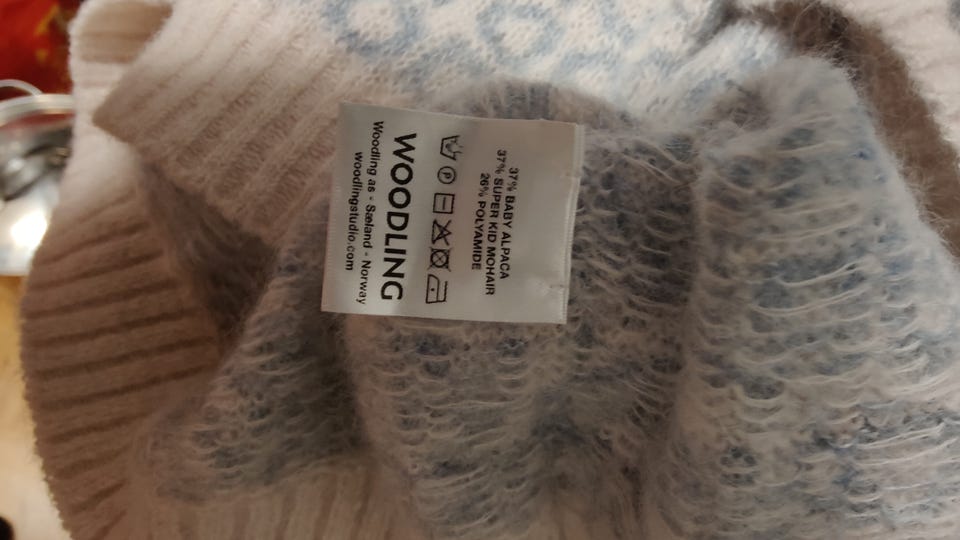 37% BABY ALPACA
37% SUPER KID MOHAIR
26% POLYAMIDE
P
WOODLING
Woodling as - Sæland - Norway
woodlingstudio.com